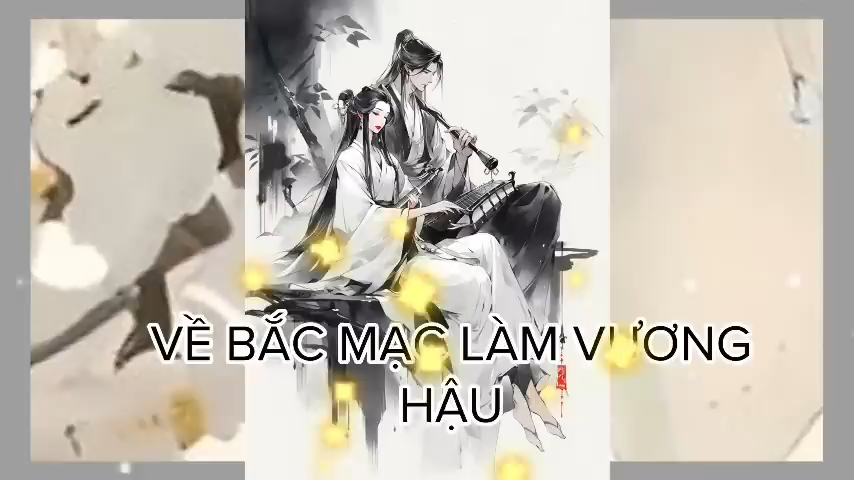 VỀ BẮC MẠC LÀM VƯƠNG
HẬU